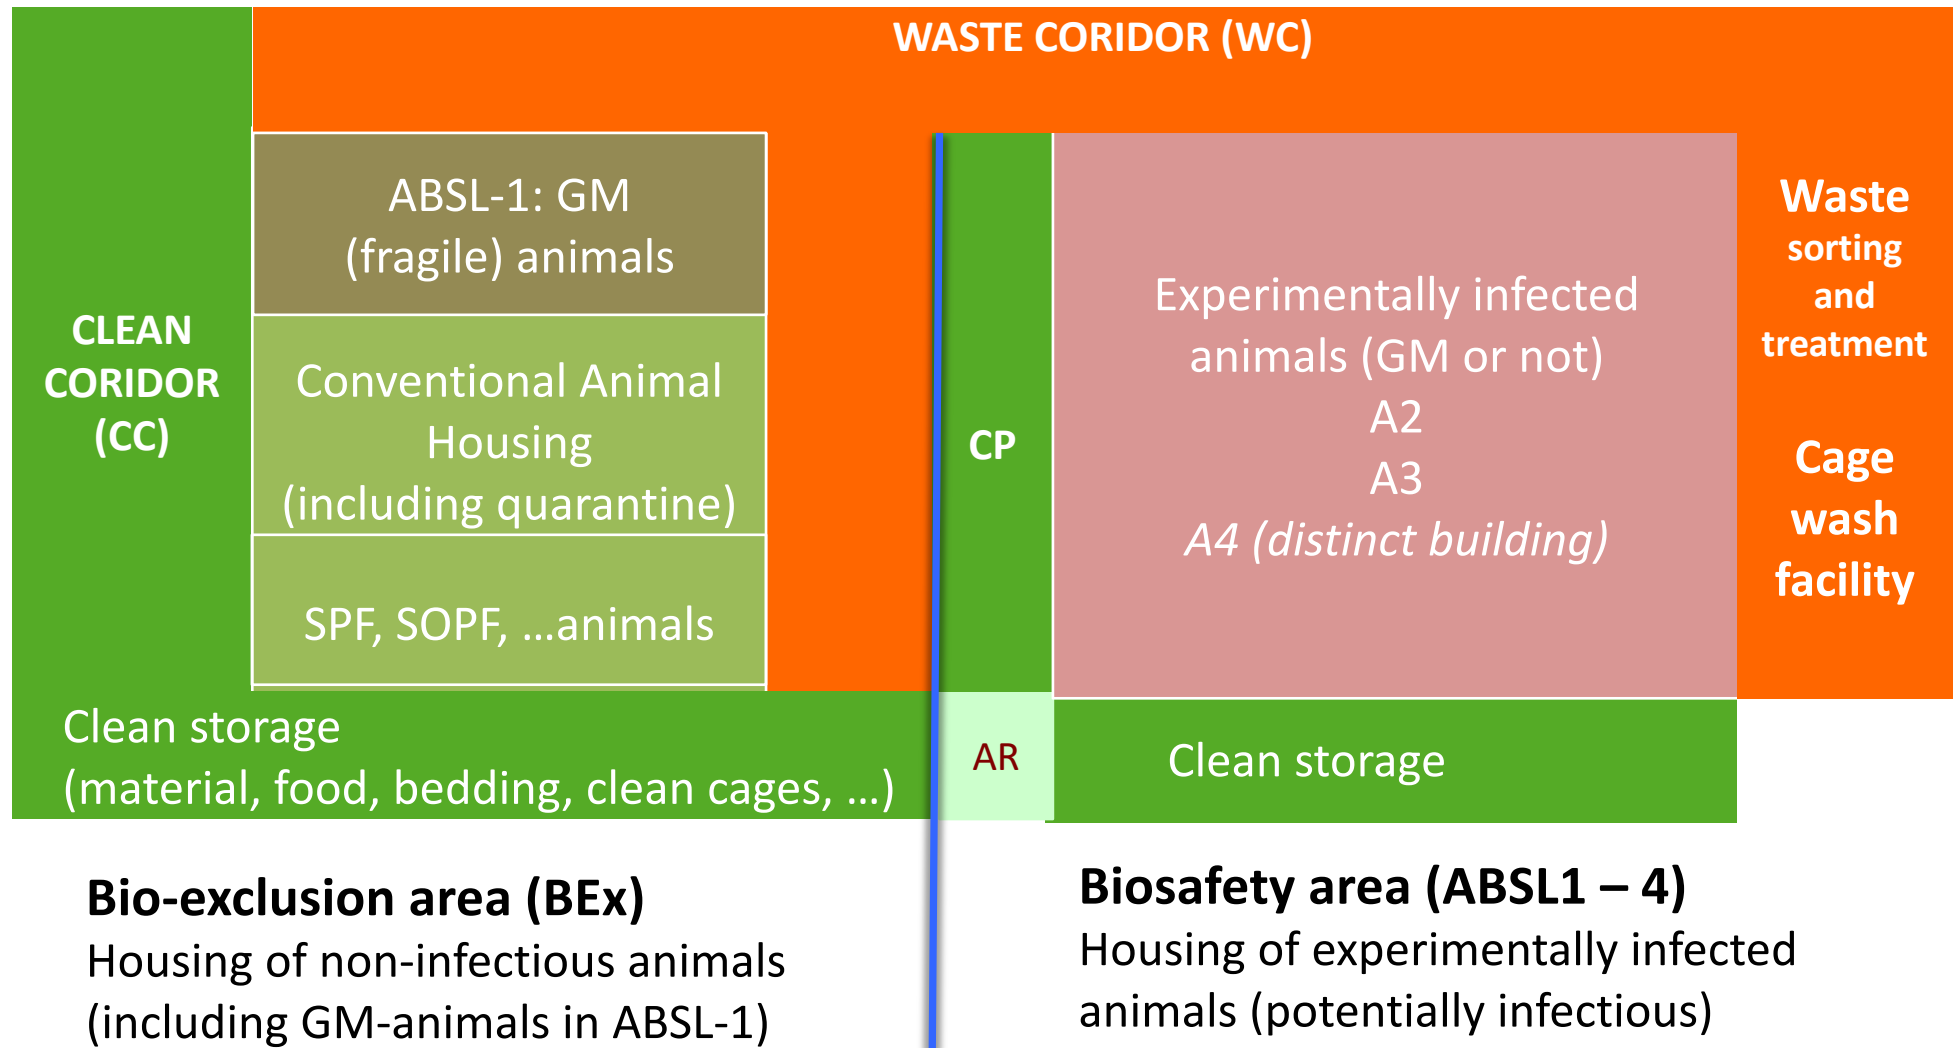 WASTE CORIDOR (WC)
CLEAN
CORIDOR
(CC)
ABSL-1: GM
(fragile) animals
Conventional Animal
Housing
(including quarantine)
SPF, SOPF, ...animals
CP
Experimentally infected
animals (GM or not)
A2
A3
A4 (distinct building)
Waste
sorting
and
treatment
Cage
wash
facility
Clean storage
(material, food, bedding, clean cages, ...)
AR
Clean storage
Bio-exclusion area (BEx)
Housing of non-infectious animals
(including GM-animals in ABSL-1)
Biosafety area (ABSL1 – 4)
Housing of experimentally infected
animals (potentially infectious)